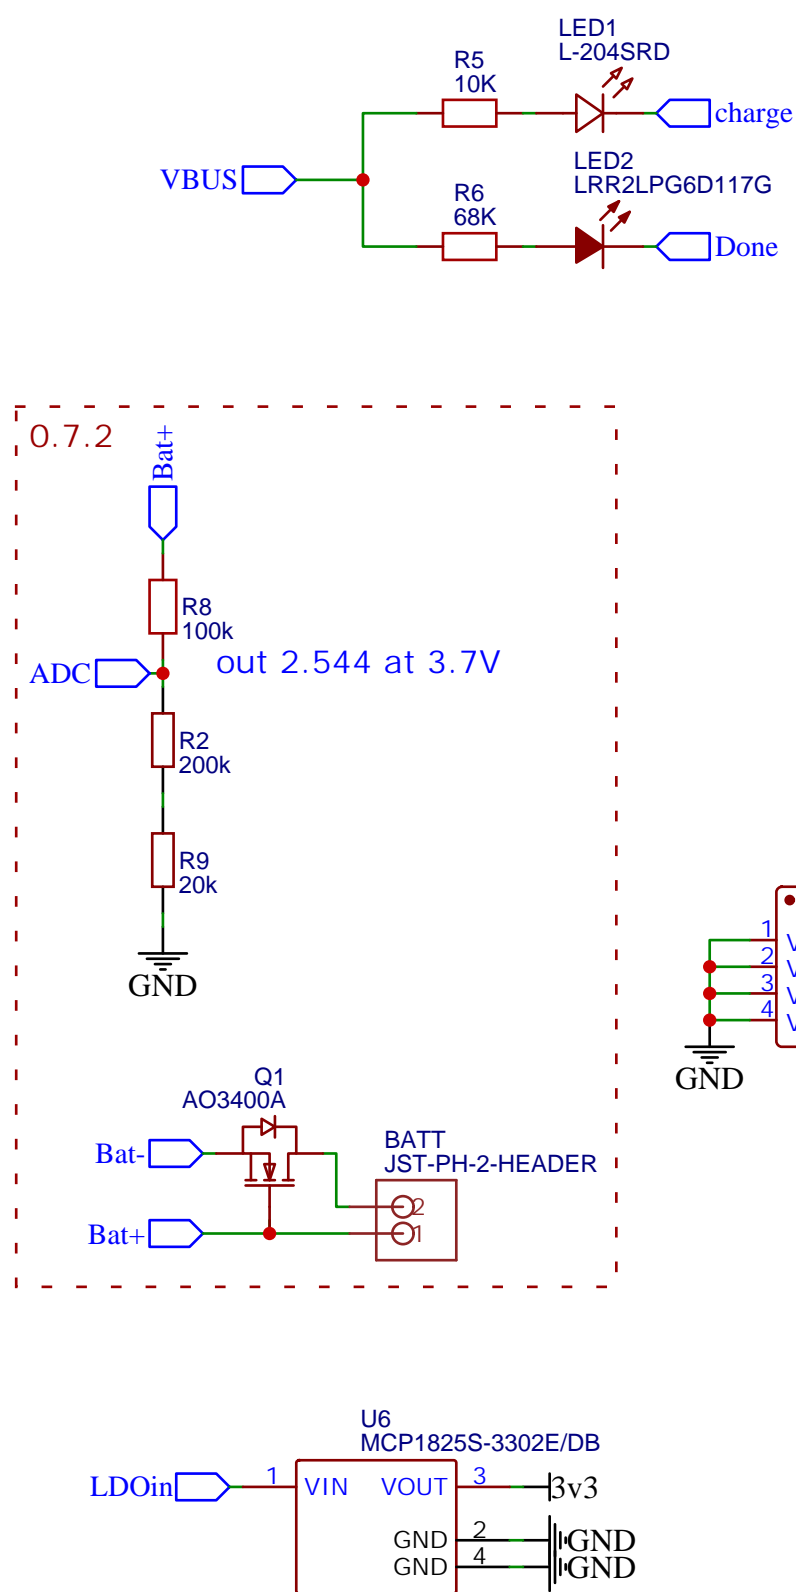 LED1
L-204SRD
R5
10K
charge
VBUS
LED2
LRR2LPG6D117G
R6
68K
Done
0.7.2
Bat+
R8
100k
ADC
out 2.544 at 3.7V
R2
200k
R9
20k
GND
1 V
2 V
3 V
4 V
GND
Q1
AO3400A
Bat-
BATT
JST-PH-2-HEADER
2
Bat+
1
U6
MCP1825S-3302E/DB
LDOin 1 VIN VOUT 3 3v3
GND 2 GND
GND 4 GND